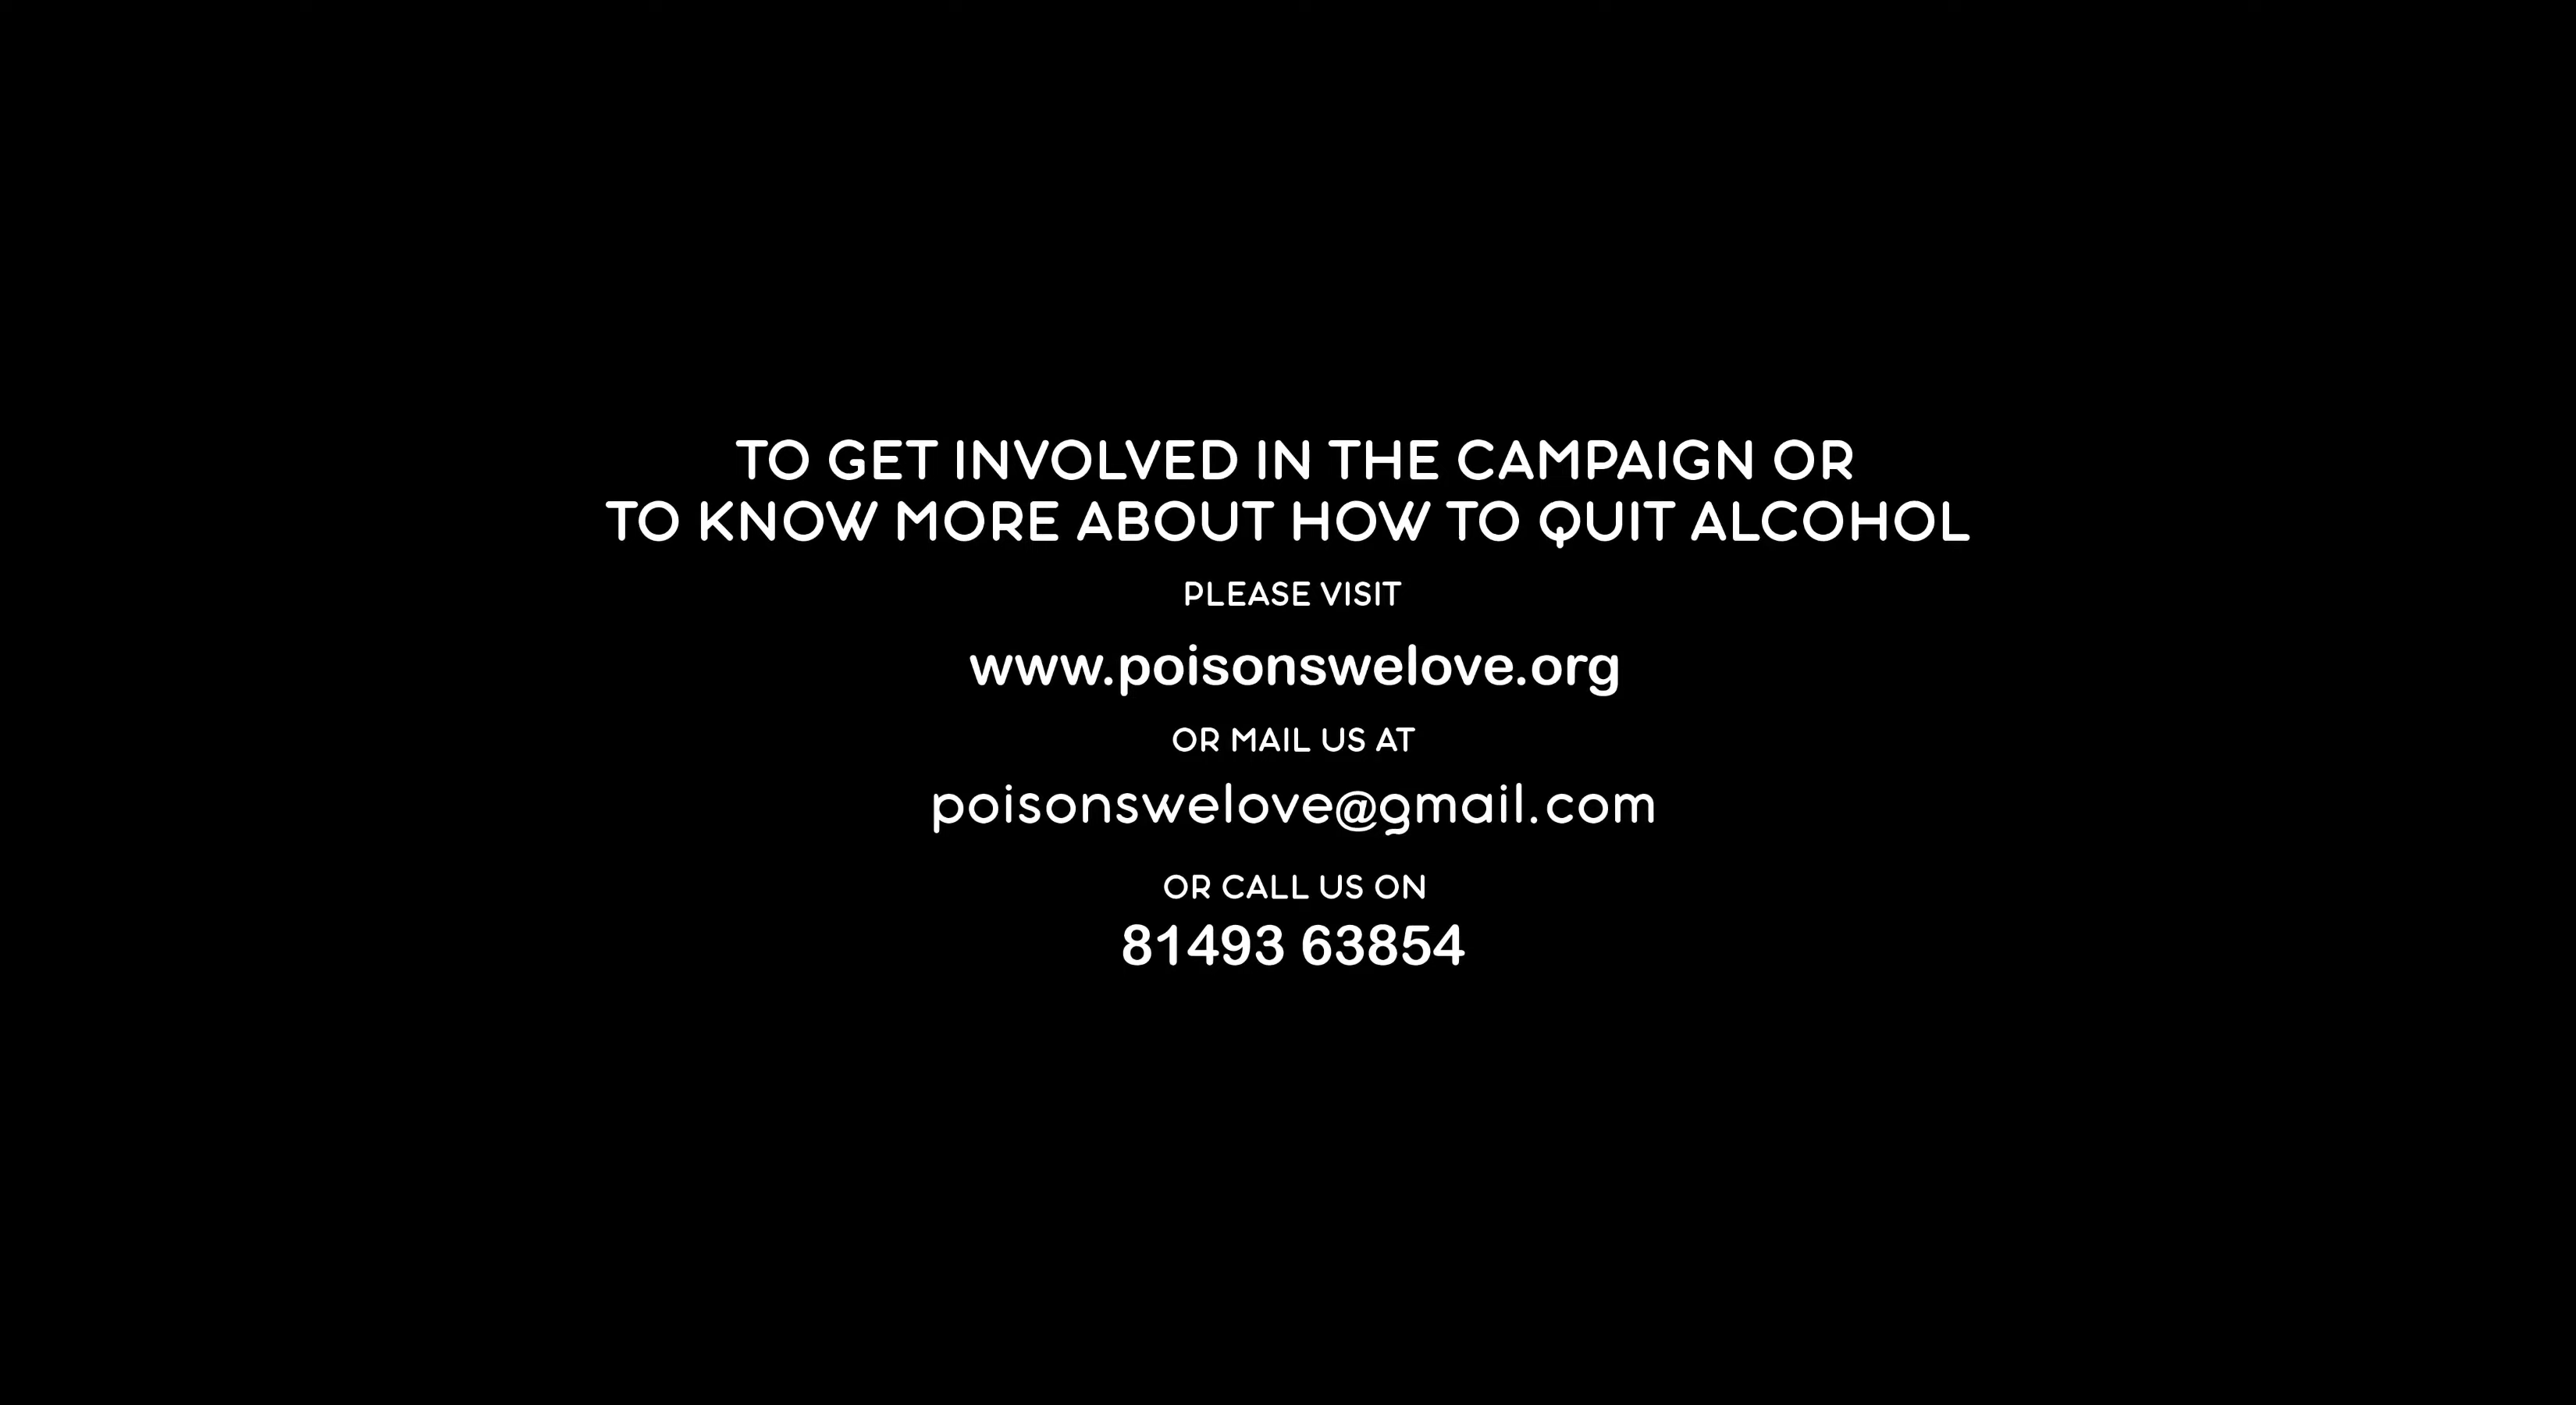 TO GET INVOLVED IN THE CAMPAIGN OR
TO KNOW MORE ABOUT HOW TO QUIT ALCOHOL
PLEASE VISIT
www.poisonswelove.org
OR MAIL US AT
poisonswelove@gmail.com
OR CALL US ON
81493 63854